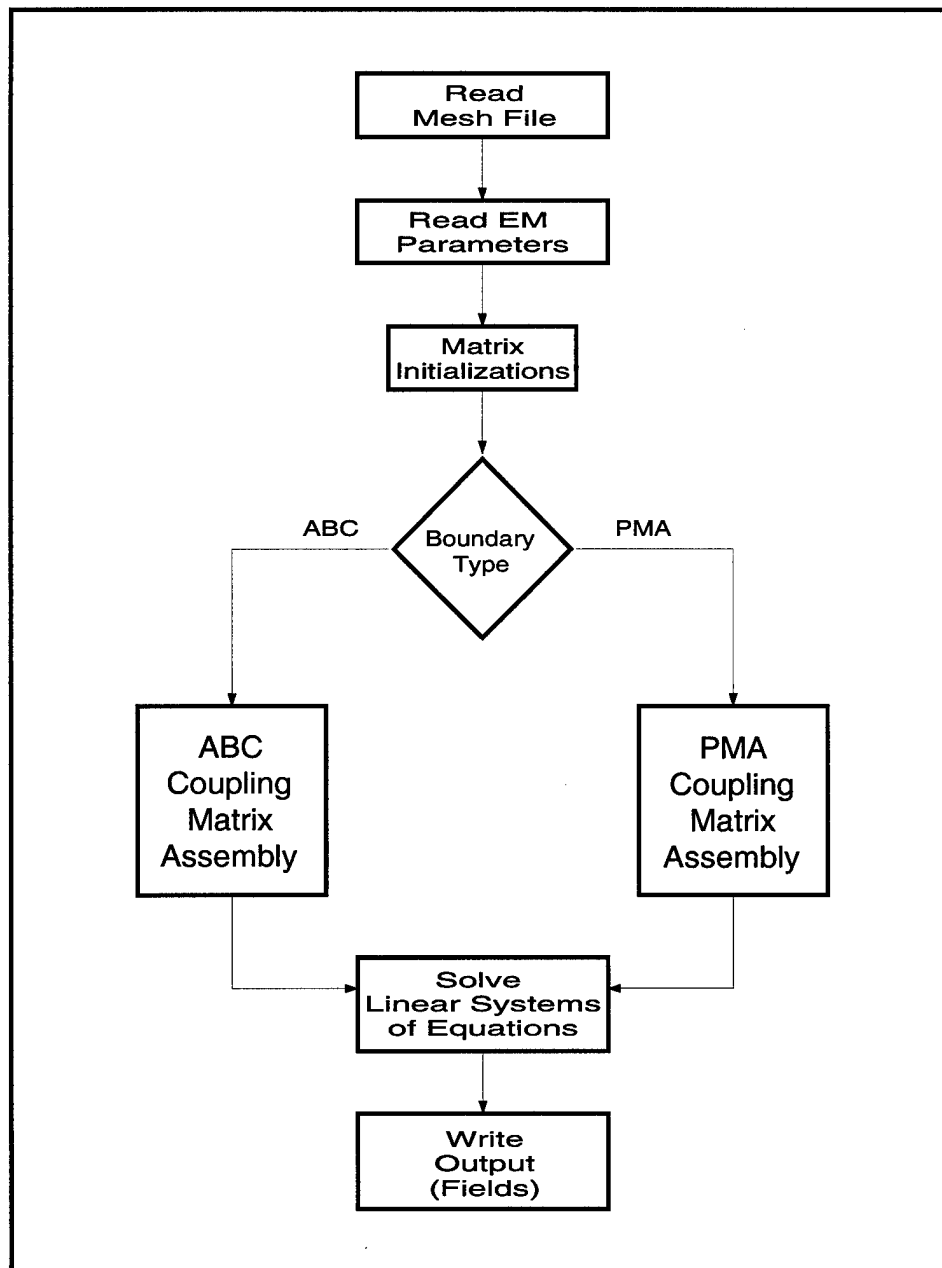 Read
Mesh File
Read EM
Parameters
Matrix
Initializations
ABC
Boundary
Type
PMA
ABC
Coupling
Matrix
Assembly
PMA
Coupling
Matrix
Assembly
Solve
Linear Systems
of Equations
Write
Output
(Fields)